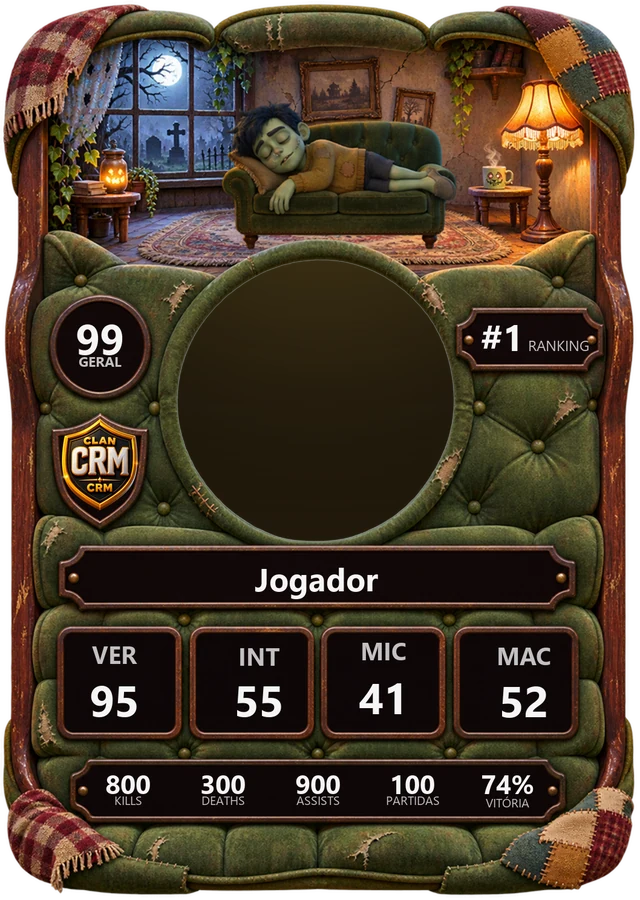 99
GERAL
#1 RANKING
CLAN
CRM
CRM
Jogador
VER INT MIC MAC
95 55 41 52
800 300 900 100 74%
KILLS DEATHS ASSISTS PARTIDAS VITÓRIA